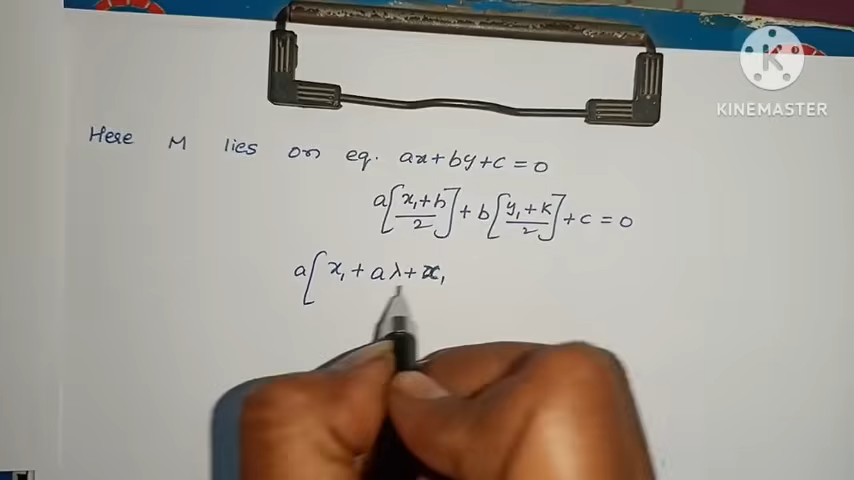 KINEMASTER
Here M lies on eq. ax+by+c=0
a[x₁+h/2]+b[y₁+k/2]+c=0
a[x₁+aλ+x₁